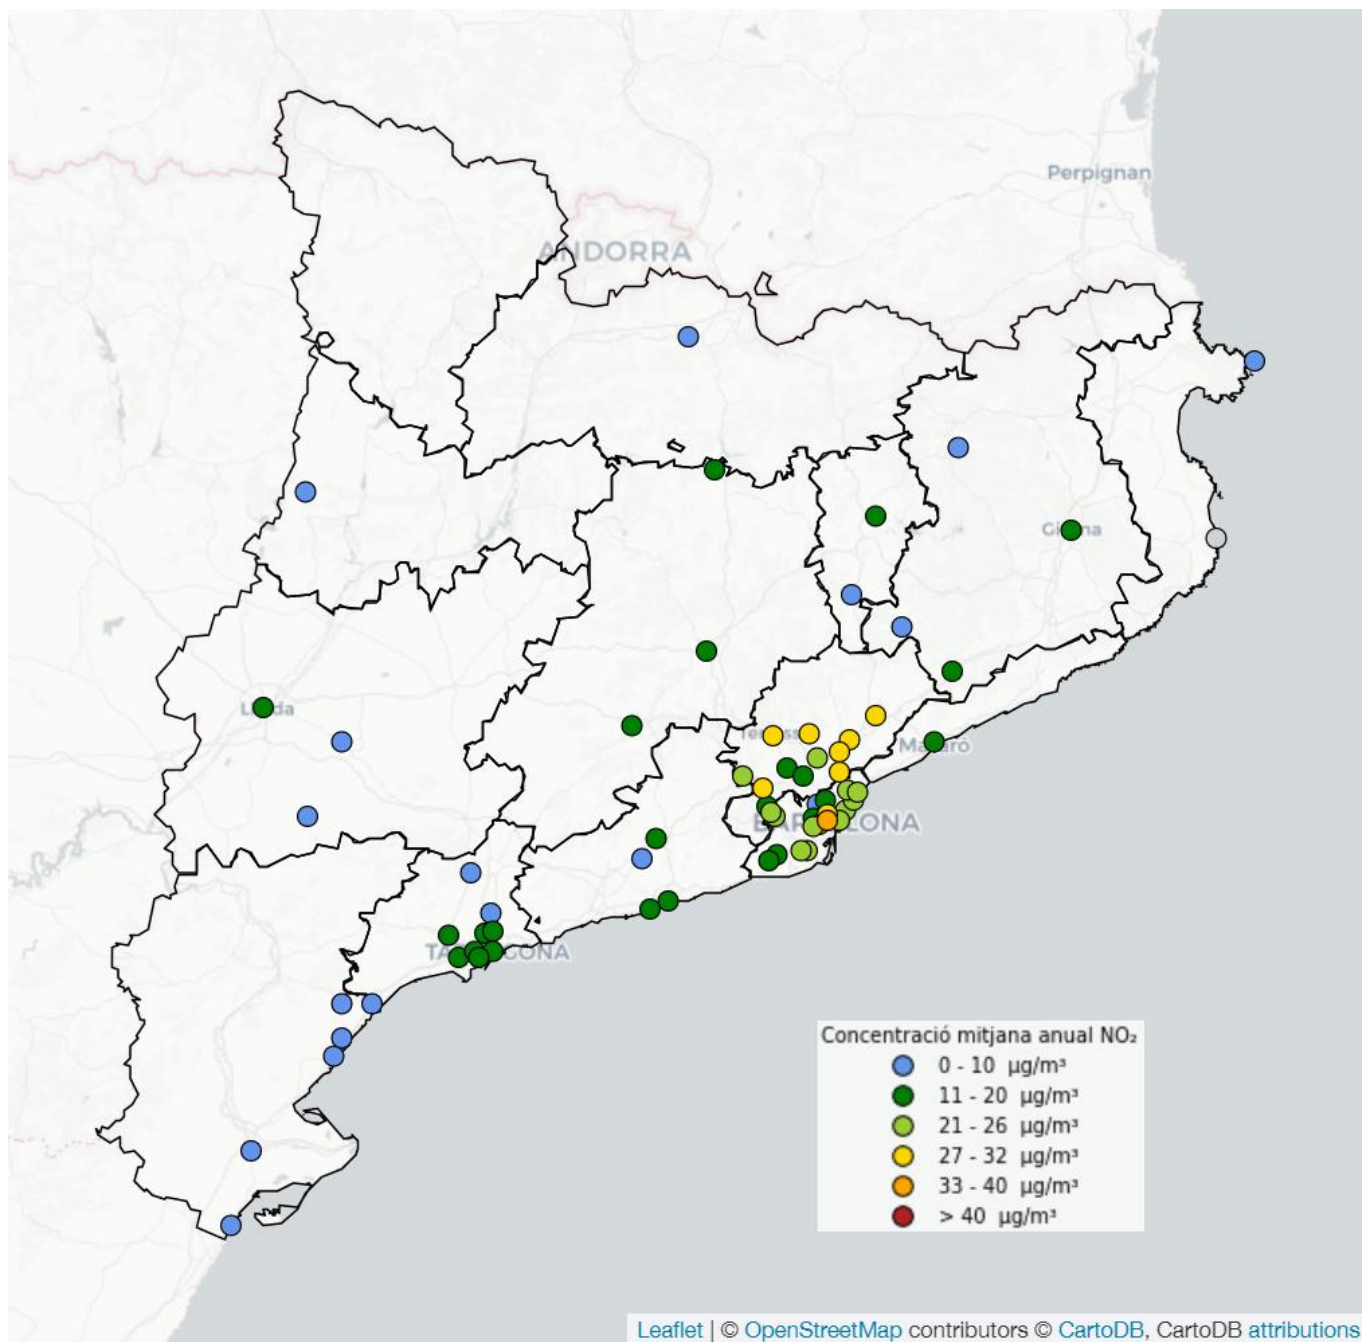 Perpignan
ANDORRA
Girona
Lleida
Mataró
BARCELONA
TARRAGONA
Concentració mitjana anual NO₂
0 - 10 µg/m³
11 - 20 µg/m³
21 - 26 µg/m³
27 - 32 µg/m³
33 - 40 µg/m³
> 40 µg/m³
Leaflet | © OpenStreetMap contributors © CartoDB, CartoDB attributions